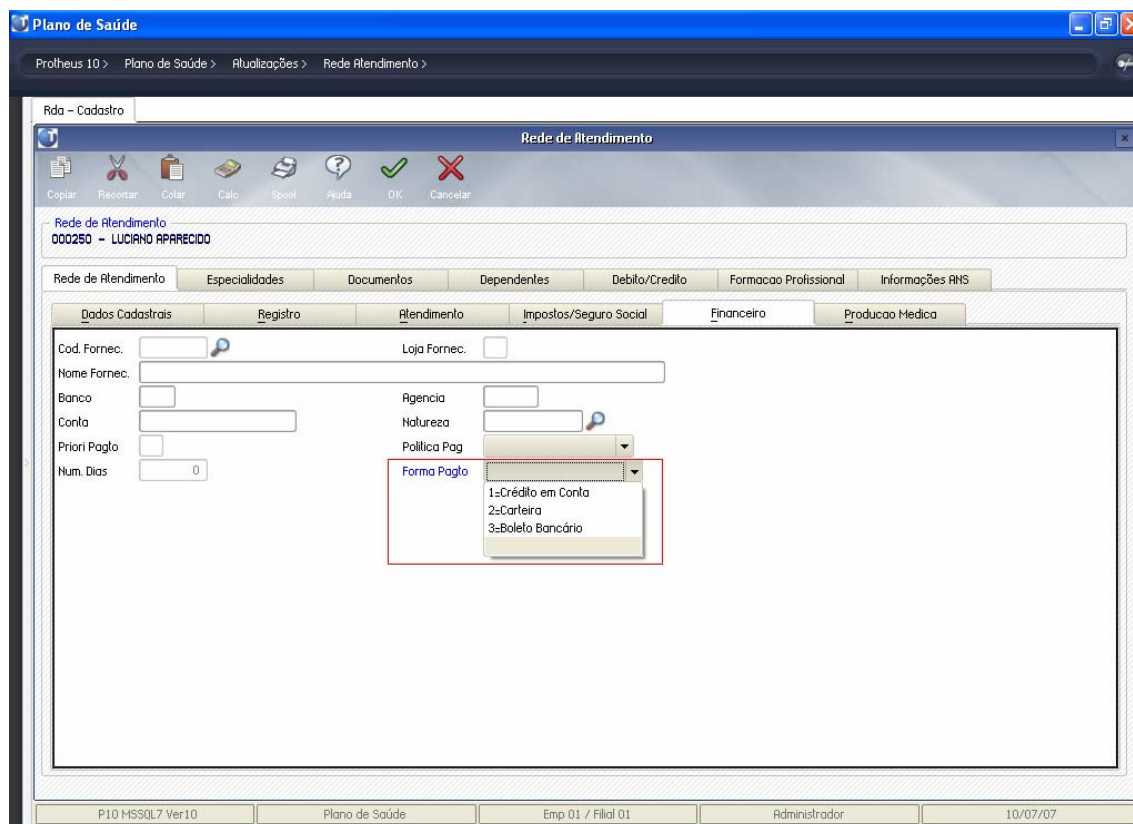 Plano de Saúde
Protheus 10 > Plano de Saúde > Atualizações > Rede Atendimento >
Rda - Cadastro
Rede de Atendimento
Copiar Recortar Colar Calc Spool Ajuda OK Cancelar
Rede de Atendimento
000250 - LUCIANO APARECIDO
Rede de Atendimento Especialidades Documentos Dependentes Debito/Credito Formacao Profissional Informações ANS
Dados Cadastrais Registro Atendimento Impostos/Seguro Social Financeiro Producao Medica
Cod. Fornec. Loja Fornec.
Nome Fornec.
Banco Agencia
Conta Natureza
Priori Pagto Politica Pag
Num. Dias 0 Forma Pagto
1=Crédito em Conta
2=Carteira
3=Boleto Bancário
P10 MSSQL7 Ver10 Plano de Saúde Emp 01 / Filial 01 Administrador 10/07/07